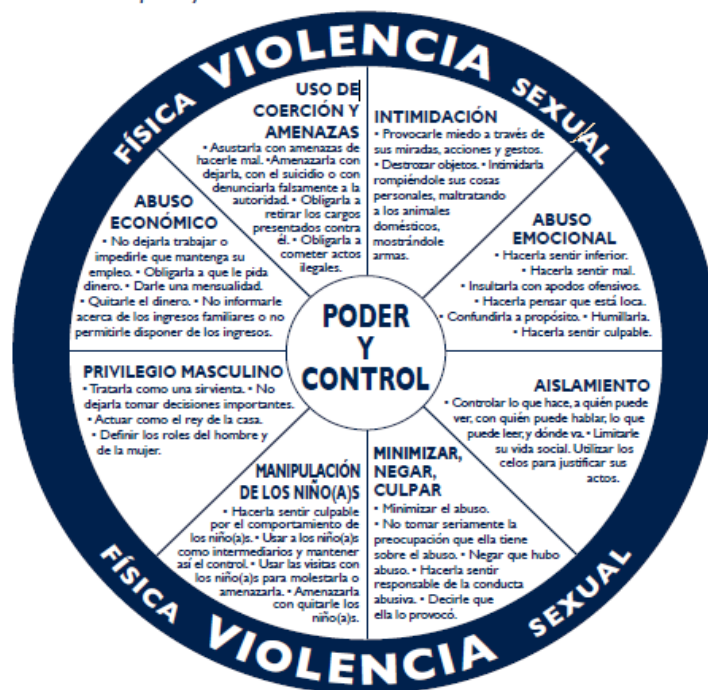 FÍSICA VIOLENCIA SEXUAL
USO DE
COERCIÓN Y
AMENAZAS
• Asustarla con amenazas de
hacerle mal. • Amenazarla con
dejarla, con el suicidio o con
denunciarla falsamente a la
autoridad. • Obligarla a
retirar los cargos
presentados contra
él. • Obligarla a
cometer actos
ilegales.
INTIMIDACIÓN
• Provocarle miedo a través de
sus miradas, acciones y gestos.
• Destrozar objetos. • Intimidarla
rompiéndole sus cosas
personales, maltratando
a los animales
domésticos,
mostrándole
armas.
ABUSO
ECONÓMICO
• No dejarla trabajar o
impedirle que mantenga su
empleo. • Obligarla a que le pida
dinero. • Darle una mensualidad.
• Quitarle el dinero. • No informarle
acerca de los ingresos familiares o no
permitirle disponer de los ingresos.
ABUSO
EMOCIONAL
• Hacerla sentir inferior.
• Hacerla sentir mal.
• Insultarla con apodos ofensivos.
• Hacerla pensar que está loca.
• Confundirla a propósito. • Humillarla.
• Hacerla sentir culpable.
PODER
Y
CONTROL
PRIVILEGIO MASCULINO
• Tratarla como una sirvienta. • No
dejarla tomar decisiones importantes.
• Actuar como el rey de la casa.
• Definir los roles del hombre y
de la mujer.
AISLAMIENTO
• Controlar lo que hace, a quién puede
ver, con quién puede hablar, lo que
puede leer, y dónde va. • Limitarle
su vida social. Utilizar los
celos para justificar sus
actos.
MANIPULACIÓN
DE LOS NIÑO(A)S
• Hacerla sentir culpable
por el comportamiento de
los niño(a)s. • Usar a los niño(a)s
como intermediarios y mantener
así el control. • Usar las visitas con
los niño(a)s para molestarla o
amenazarla. • Amenazarla
con quitarle los
niño(a)s.
MINIMIZAR,
NEGAR,
CULPAR
• Minimizar el abuso.
• No tomar seriamente la
preocupación que ella tiene
sobre el abuso. • Negar que hubo
abuso. • Hacerla sentir
responsable de la conducta
abusiva. • Decirle que
ella lo provocó.
FÍSICA VIOLENCIA SEXUAL